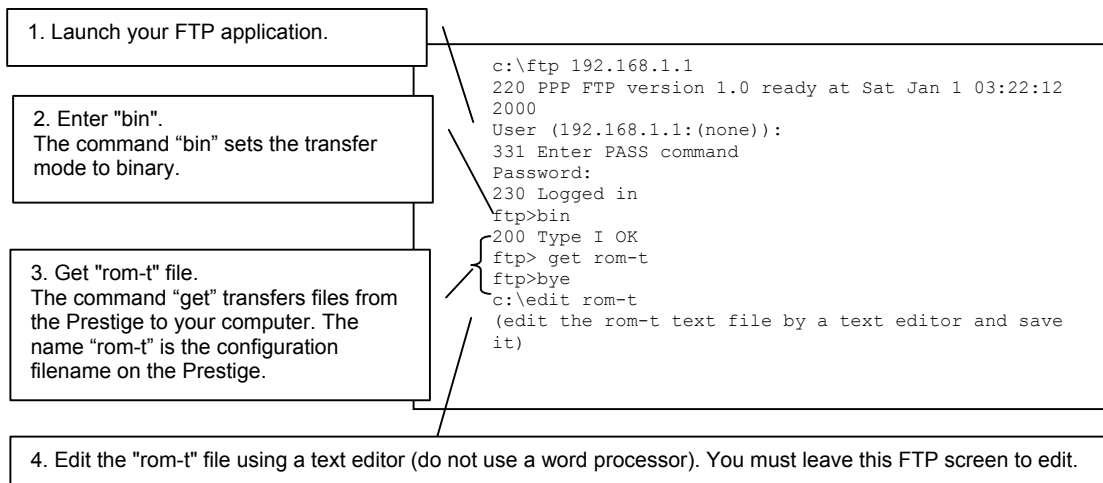 1. Launch your FTP application.
2. Enter "bin".
The command “bin” sets the transfer
mode to binary.
3. Get "rom-t" file.
The command “get” transfers files from
the Prestige to your computer. The
name “rom-t” is the configuration
filename on the Prestige.
c:\ftp 192.168.1.1
220 PPP FTP version 1.0 ready at Sat Jan 1 03:22:12
2000
User (192.168.1.1:(none)):
331 Enter PASS command
Password:
230 Logged in
ftp>bin
200 Type I OK
ftp> get rom-t
ftp>bye
c:\edit rom-t
(edit the rom-t text file by a text editor and save
it)
4. Edit the "rom-t" file using a text editor (do not use a word processor). You must leave this FTP screen to edit.